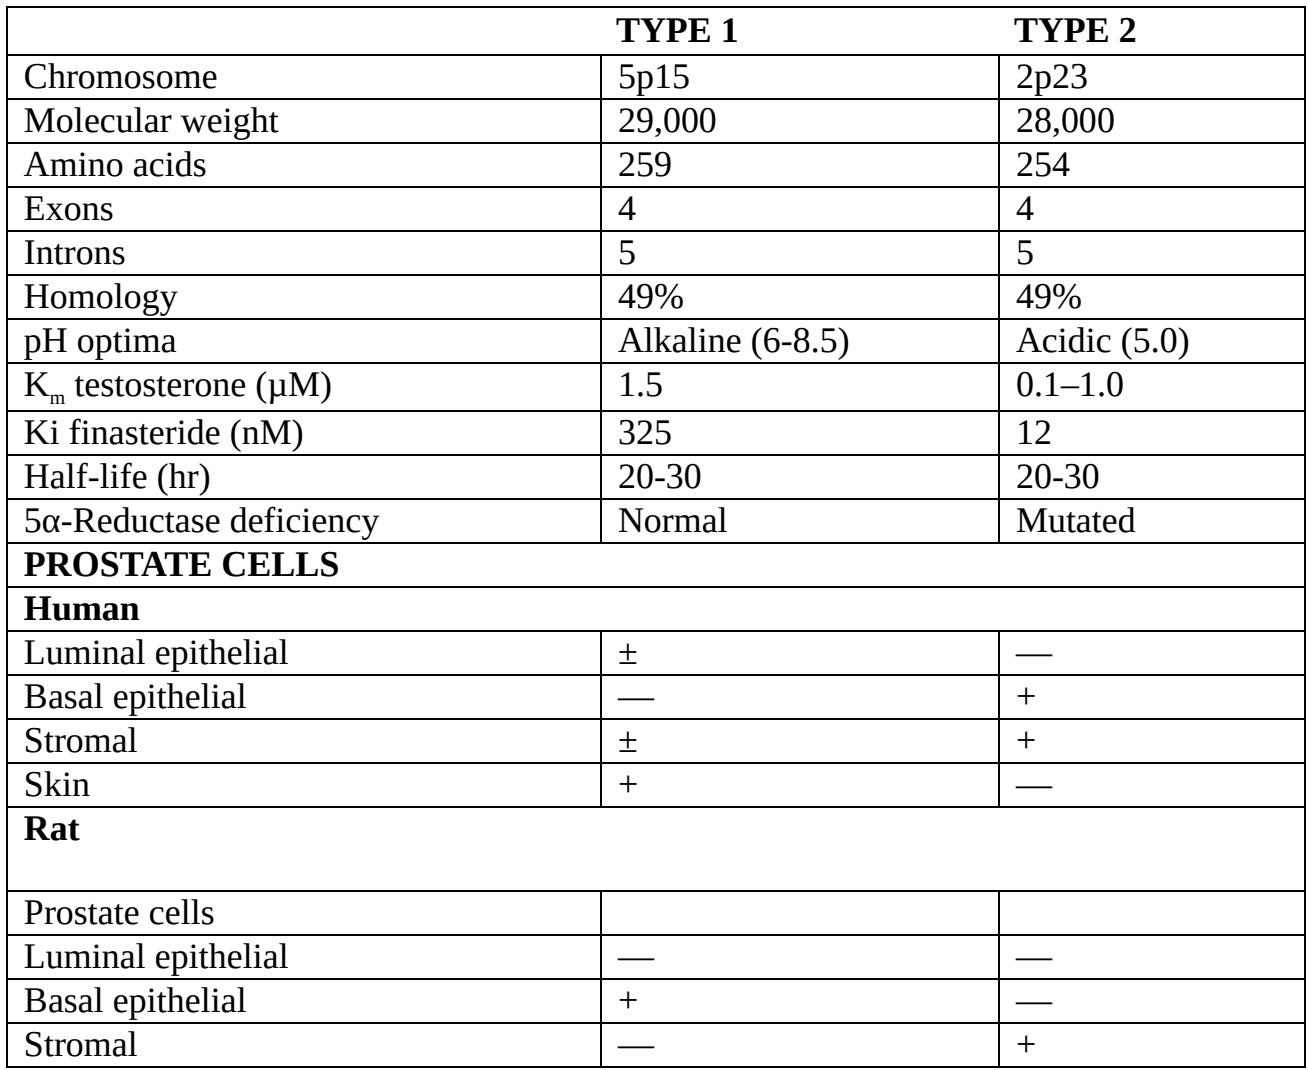 TYPE 1 TYPE 2
Chromosome 5p15 2p23
Molecular weight 29,000 28,000
Amino acids 259 254
Exons 4 4
Introns 5 5
Homology 49% 49%
pH optima Alkaline (6-8.5) Acidic (5.0)
Km testosterone (µM) 1.5 0.1–1.0
Ki finasteride (nM) 325 12
Half-life (hr) 20-30 20-30
5α-Reductase deficiency Normal Mutated
PROSTATE CELLS
Human
Luminal epithelial ± —
Basal epithelial — +
Stromal ± +
Skin + —
Rat
Prostate cells
Luminal epithelial — —
Basal epithelial + —
Stromal — +